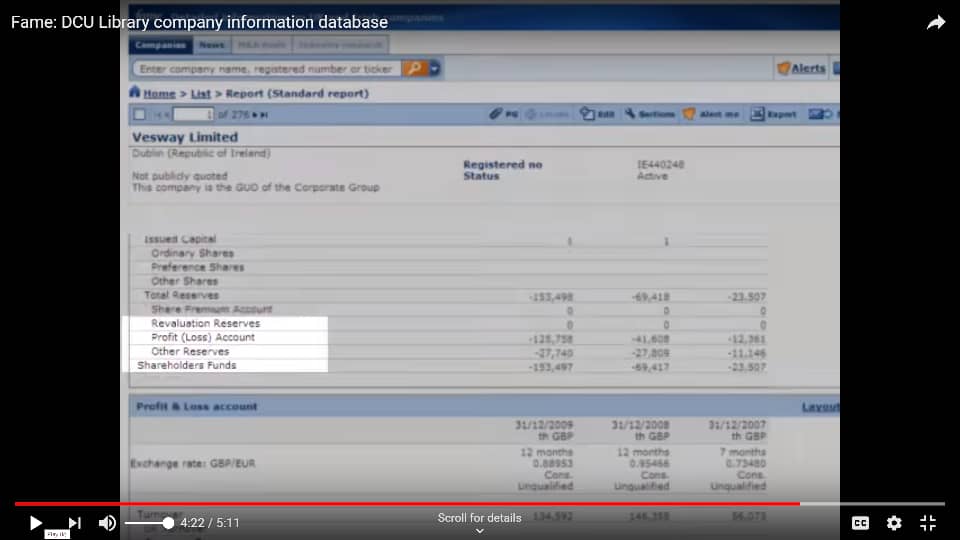 Fame: DCU Library company information database
Companies News
Enter company name, registered number or ticker
Alerts
Home > List > Report (Standard report)
of 276 Edit Sections Alert me Export
Vesway Limited
Dublin (Republic of Ireland)
Registered no IE440248
Not publicly quoted Status Active
This company is the GUO of the Corporate Group
Issued Capital 1 1
Ordinary Shares
Preference Shares
Other Shares
Total Reserves -153,498 -69,418 -23,507
Share Premium Account 0 0 0
Revaluation Reserves 0 0 0
Profit (Loss) Account -125,758 -41,608 -12,361
Other Reserves -27,740 -27,809 -11,146
Shareholders Funds -153,497 -69,417 -23,507
Profit & Loss account Layout
31/12/2009 31/12/2008 31/12/2007
th GBP th GBP th GBP
12 months 12 months 7 months
Exchange rate: GBP/EUR 0.88953 0.95466 0.73480
Cons. Cons. Cons.
Unqualified Unqualified Unqualified
Turnover 134,592 146,355 56,073
4:22 / 5:11
Scroll for details
CC